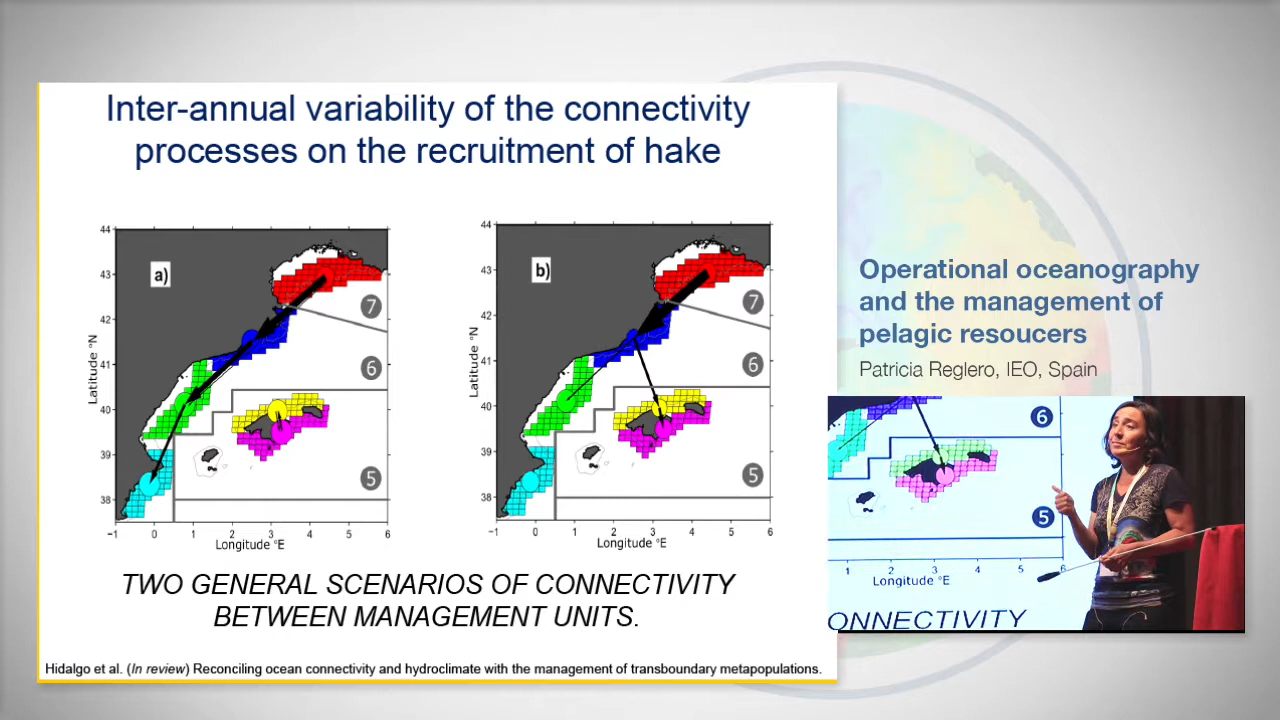 Inter-annual variability of the connectivity
processes on the recruitment of hake
44
43
42
41
40
39
38
Latitude °N
a)
7
6
5
−1 0 1 2 3 4 5 6
Longitude °E
44
43
42
41
40
39
38
Latitude °N
b)
7
6
5
−1 0 1 2 3 4 5 6
Longitude °E
TWO GENERAL SCENARIOS OF CONNECTIVITY
BETWEEN MANAGEMENT UNITS.
Hidalgo et al. (In review) Reconciling ocean connectivity and hydroclimate with the management of transboundary metapopulations.
Operational oceanography
and the management of
pelagic resoucers
Patricia Reglero, IEO, Spain
6
5
1 2 3 4 5 6
Longitude °E
ONNECTIVITY